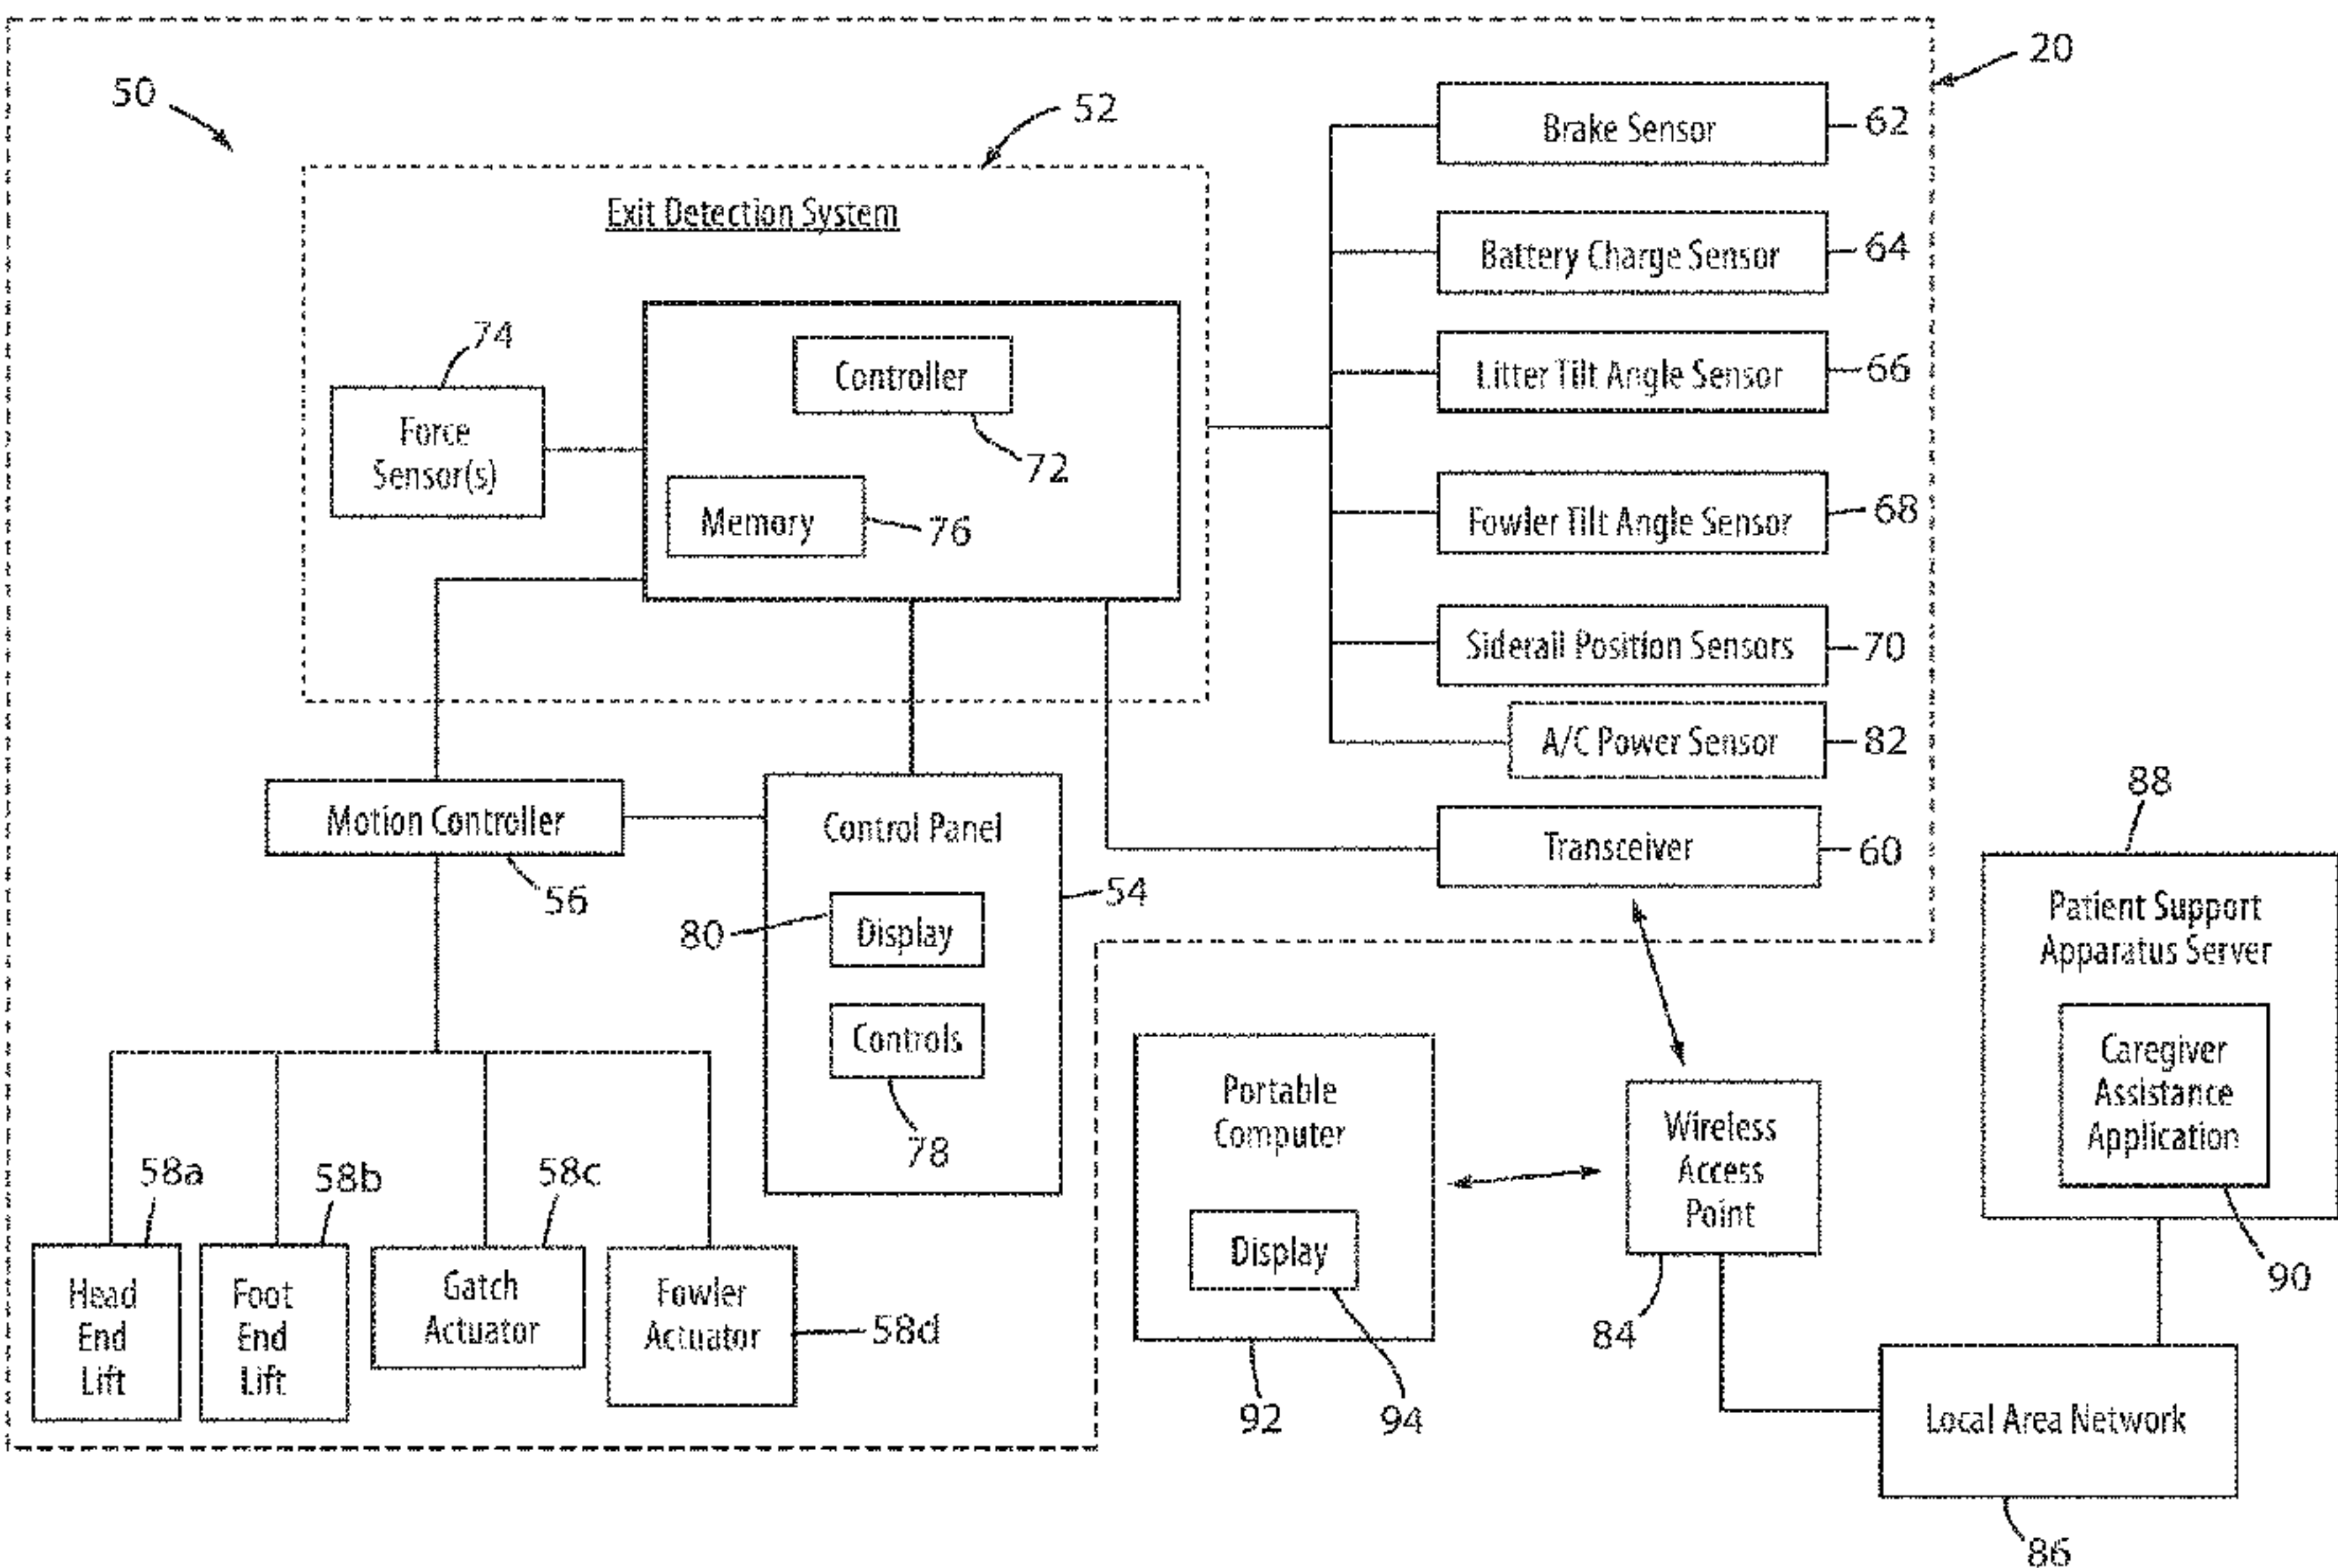 20
50
52
Brake Sensor
62
Exit Detection System
Battery Charge Sensor
64
74
Controller
Litter Tilt Angle Sensor
66
Force
Sensor(s)
72
Memory
76
Fowler Tilt Angle Sensor
68
Siderail Position Sensors
70
A/C Power Sensor
82
88
Motion Controller
Control Panel
Transceiver
60
56
54
80
Display
Patient Support
Apparatus Server
Controls
Caregiver
Assistance
Application
Portable
Computer
Wireless
Access
Point
78
58a
58b
58c
Display
90
Head
End
Lift
Foot
End
Lift
Gatch
Actuator
Fowler
Actuator
58d
84
92
94
Local Area Network
86